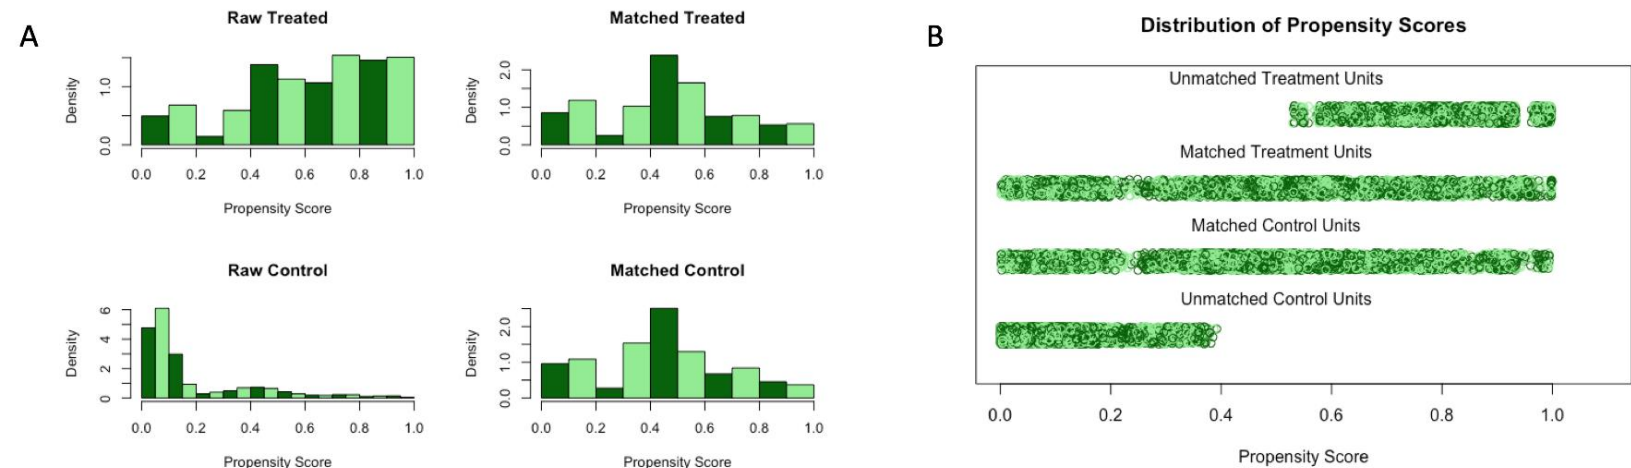 A
Raw Treated
Density
0.0
1.0
0.0 0.2 0.4 0.6 0.8 1.0
Propensity Score
Matched Treated
Density
0.0 1.0 2.0
0.0 0.2 0.4 0.6 0.8 1.0
Propensity Score
Raw Control
Density
0 2 4 6
0.0 0.2 0.4 0.6 0.8 1.0
Propensity Score
Matched Control
Density
0.0 1.0 2.0
0.0 0.2 0.4 0.6 0.8 1.0
Propensity Score
B
Distribution of Propensity Scores
Unmatched Treatment Units
Matched Treatment Units
Matched Control Units
Unmatched Control Units
0.0 0.2 0.4 0.6 0.8 1.0
Propensity Score